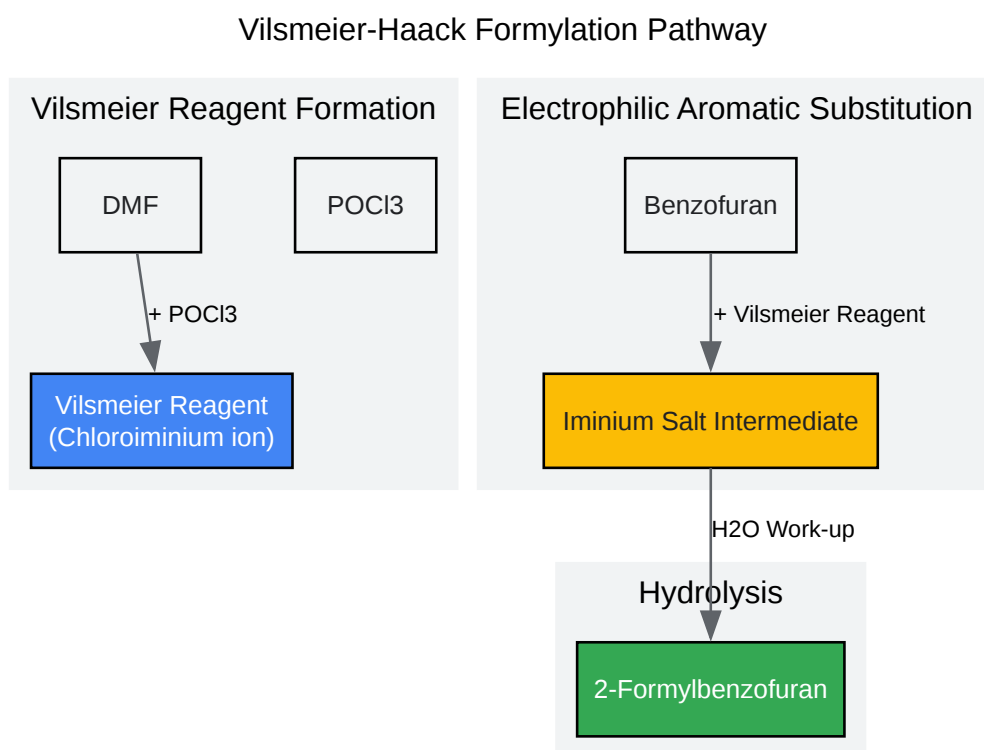 Vilsmeier-Haack Formylation Pathway
Vilsmeier Reagent Formation
DMF
POCl3
+ POCl3
Vilsmeier Reagent
(Chloroiminium ion)
Electrophilic Aromatic Substitution
Benzofuran
+ Vilsmeier Reagent
Iminium Salt Intermediate
H2O Work-up
Hydrolysis
2-Formylbenzofuran